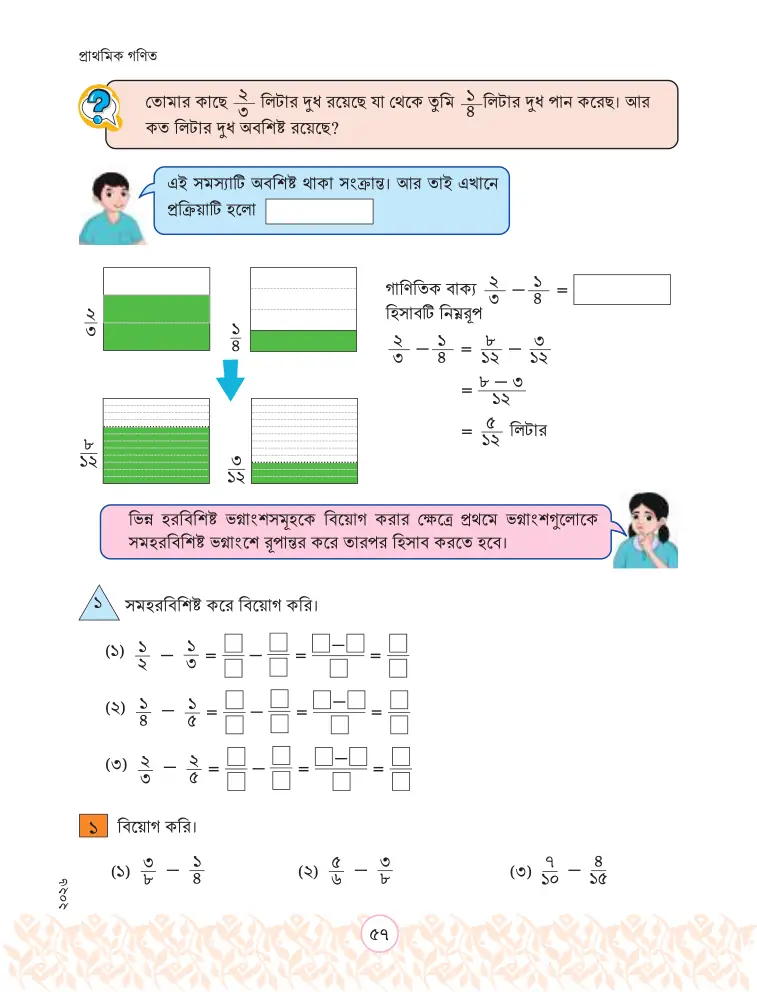 প্রাথমিক গণিত
তোমার কাছে ২/৩ লিটার দুধ রয়েছে যা থেকে তুমি ১/৪ লিটার দুধ পান করেছ। আর
কত লিটার দুধ অবশিষ্ট রয়েছে?
এই সমস্যাটি অবশিষ্ট থাকা সংক্রান্ত। আর তাই এখানে
প্রক্রিয়াটি হলো
২/৩
১/৪
গাণিতিক বাক্য ২/৩ − ১/৪ =
হিসাবটি নিম্নরূপ
২/৩ − ১/৪ = ৮/১২ − ৩/১২
= ৮ − ৩/১২
= ৫/১২ লিটার
৮/১২
৩/১২
ভিন্ন হরবিশিষ্ট ভগ্নাংশসমূহকে বিয়োগ করার ক্ষেত্রে প্রথমে ভগ্নাংশগুলোকে
সমহরবিশিষ্ট ভগ্নাংশে রূপান্তর করে তারপর হিসাব করতে হবে।
১ সমহরবিশিষ্ট করে বিয়োগ করি।
(১) ১/২ − ১/৩ = □/□ − □/□ = □−□/□ = □/□
(২) ১/৪ − ১/৫ = □/□ − □/□ = □−□/□ = □/□
(৩) ২/৩ − ২/৫ = □/□ − □/□ = □−□/□ = □/□
১ বিয়োগ করি।
(১) ৩/৮ − ১/৪ (২) ৫/৬ − ৩/৮ (৩) ৭/১০ − ৪/১৫
২০২৬
৫৭